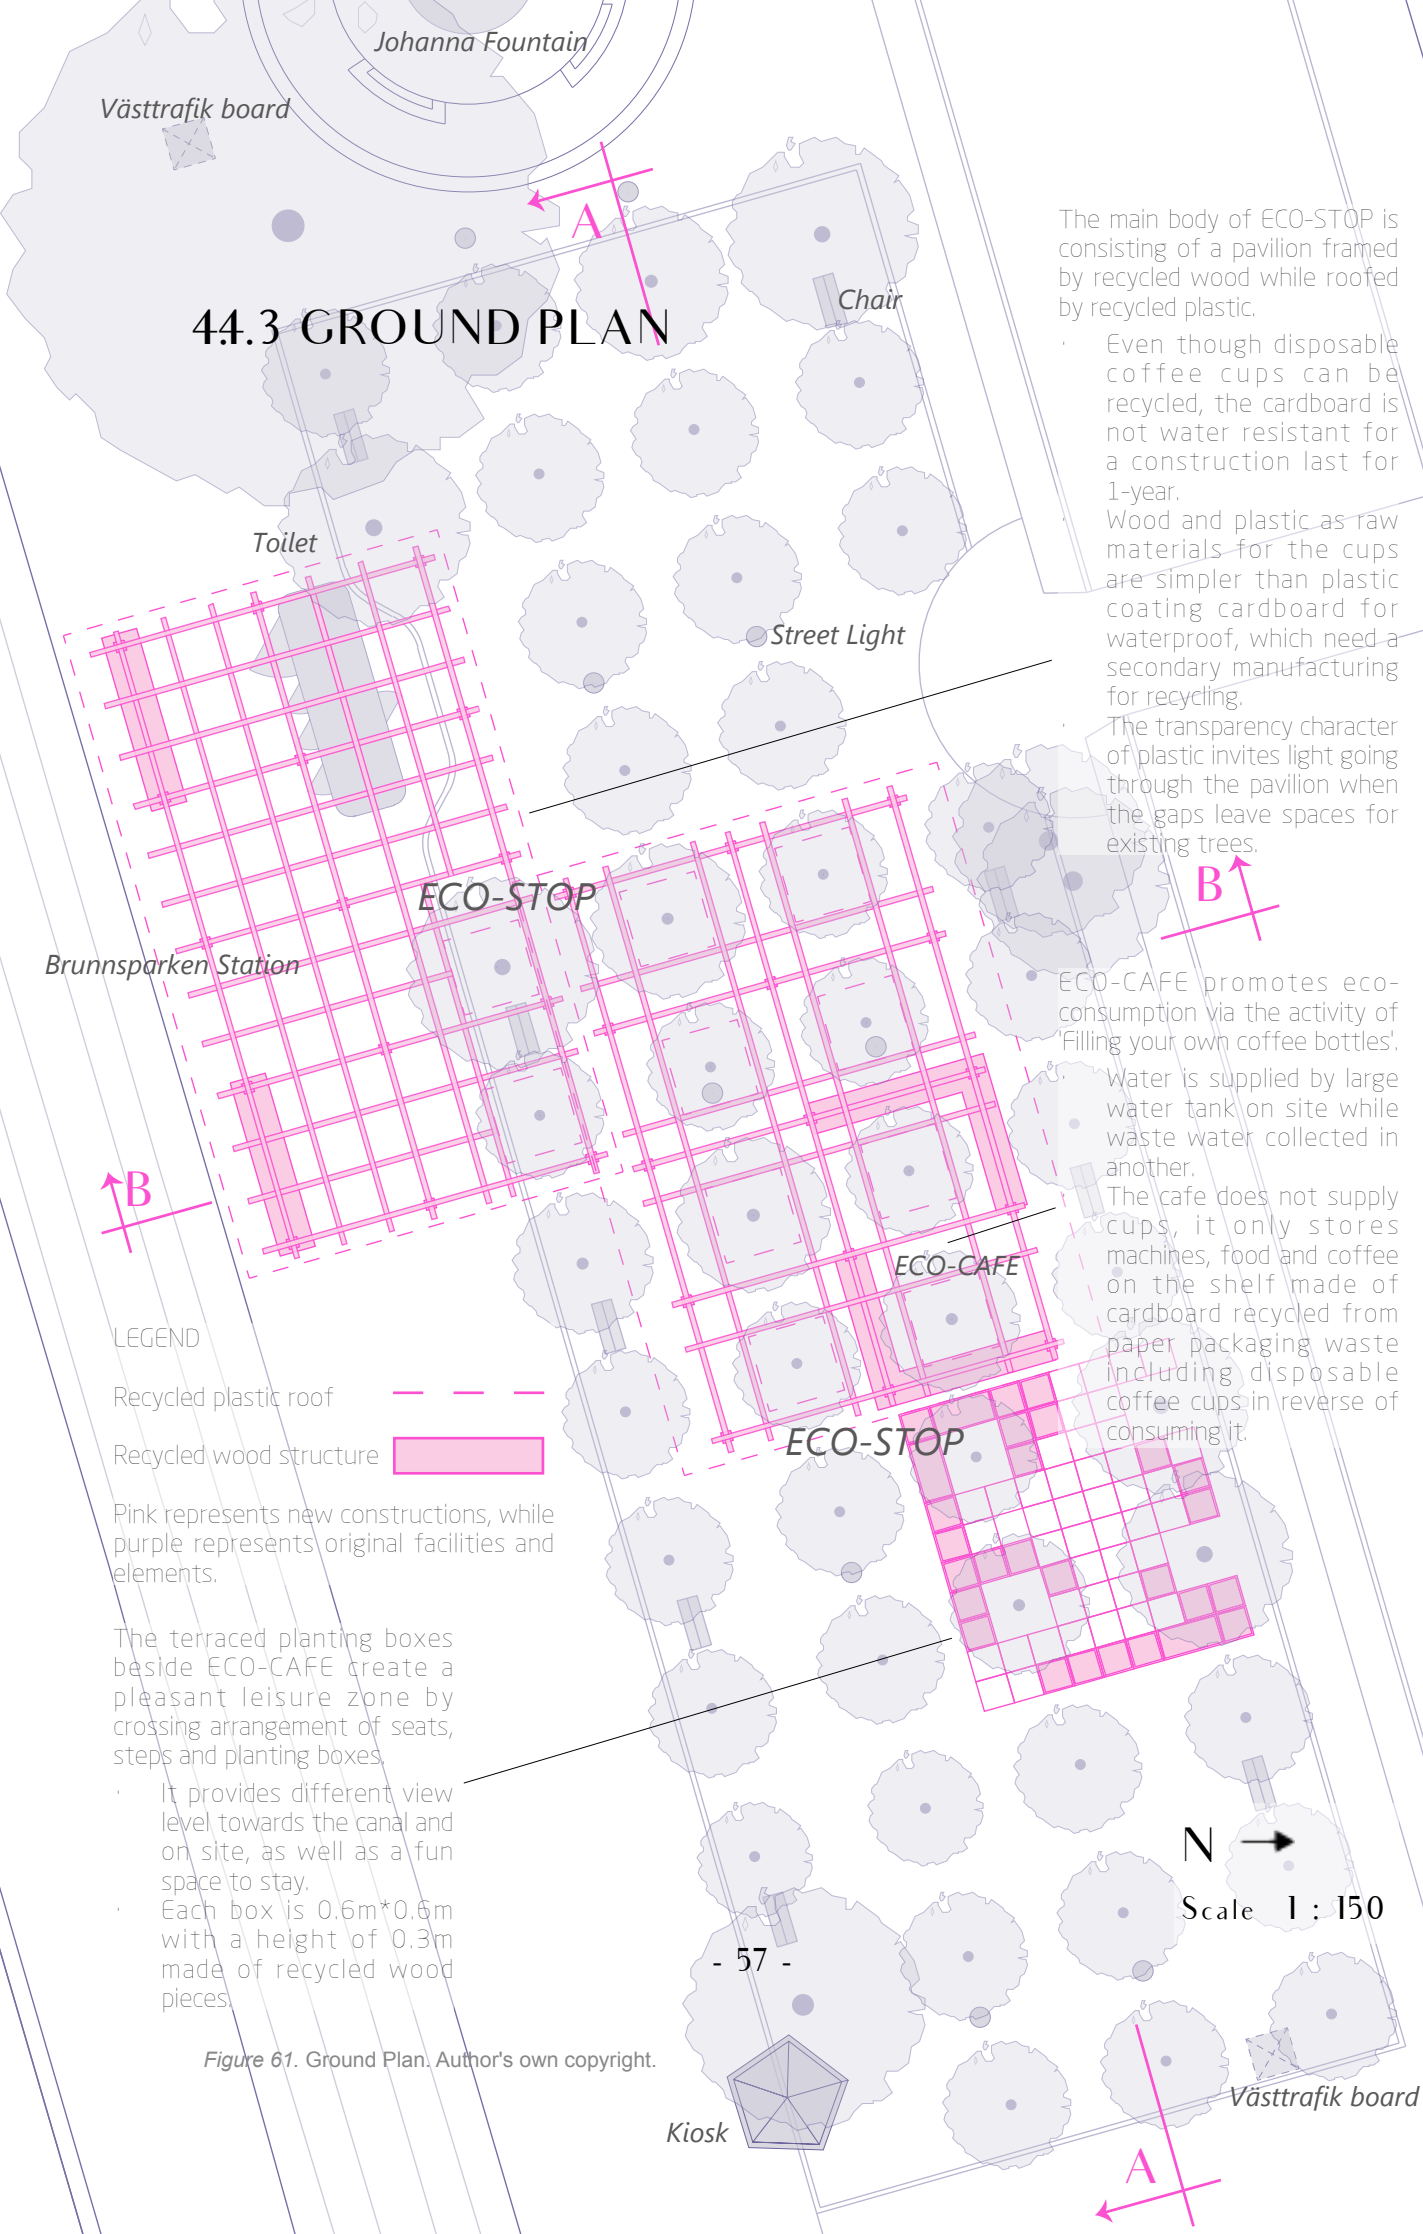 Johanna Fountain
Västtrafik board
A
The main body of ECO-STOP is
consisting of a pavilion framed
by recycled wood while roofed
by recycled plastic.
· Even though disposable
coffee cups can be
recycled, the cardboard is
not water resistant for
a construction last for
1-year.
· Wood and plastic as raw
materials for the cups
are simpler than plastic
coating cardboard for
waterproof, which need a
secondary manufacturing
for recycling.
· The transparency character
of plastic invites light going
through the pavilion when
the gaps leave spaces for
existing trees.
Chair
44.3 GROUND PLAN
Toilet
Street Light
ECO-STOP
B
Brunnsparken Station
ECO-CAFE promotes eco-
consumption via the activity of
'Filling your own coffee bottles'.
· Water is supplied by large
water tank on site while
waste water collected in
another.
· The cafe does not supply
cups, it only stores
machines, food and coffee
on the shelf made of
cardboard recycled from
paper packaging waste
including disposable
coffee cups in reverse of
consuming it.
B
ECO-CAFE
LEGEND
Recycled plastic roof
Recycled wood structure
ECO-STOP
Pink represents new constructions, while
purple represents original facilities and
elements.
The terraced planting boxes
beside ECO-CAFE create a
pleasant leisure zone by
crossing arrangement of seats,
steps and planting boxes.
· It provides different view
level towards the canal and
on site, as well as a fun
space to stay.
· Each box is 0.6m*0.6m
with a height of 0.3m
made of recycled wood
pieces.
N
Scale 1 : 150
- 57 -
Figure 61. Ground Plan. Author's own copyright.
Västtrafik board
Kiosk
A